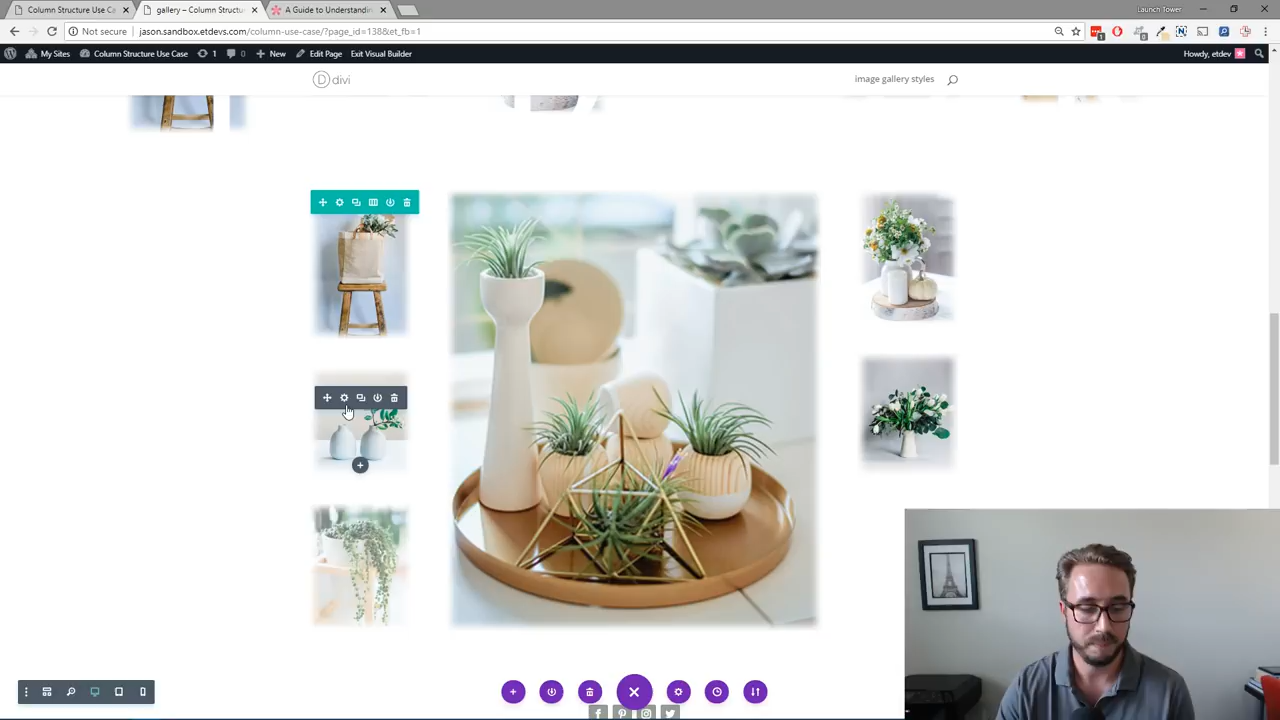 Column Structure Use Ca
gallery – Column Structu
A Guide to Understandin
Launch Tower
Not secure
jason.sandbox.etdevs.com/column-use-case/?page_id=138&et_fb=1
My Sites
Column Structure Use Case
1
0
New
Edit Page
Exit Visual Builder
Howdy, etdev
D divi
image gallery styles